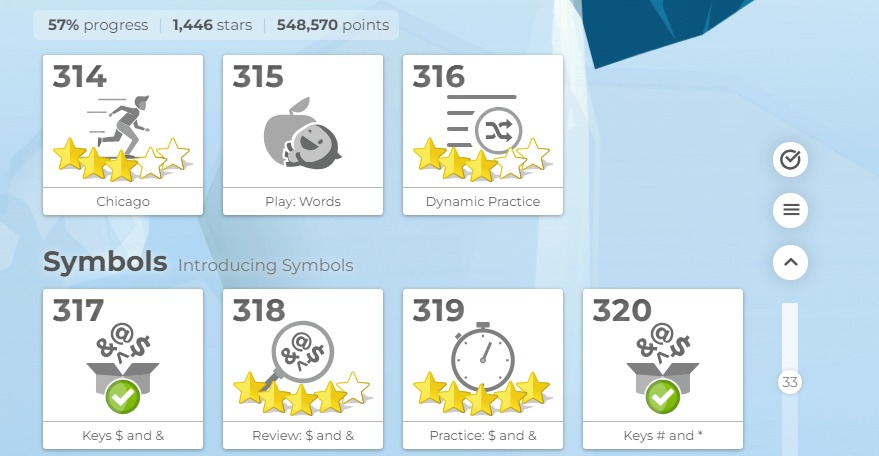 57% progress | 1,446 stars | 548,570 points
314
315
316
Chicago
Play: Words
Dynamic Practice
Symbols Introducing Symbols
317
318
319
320
Keys $ and &
Review: $ and &
Practice: $ and &
Keys # and *
33